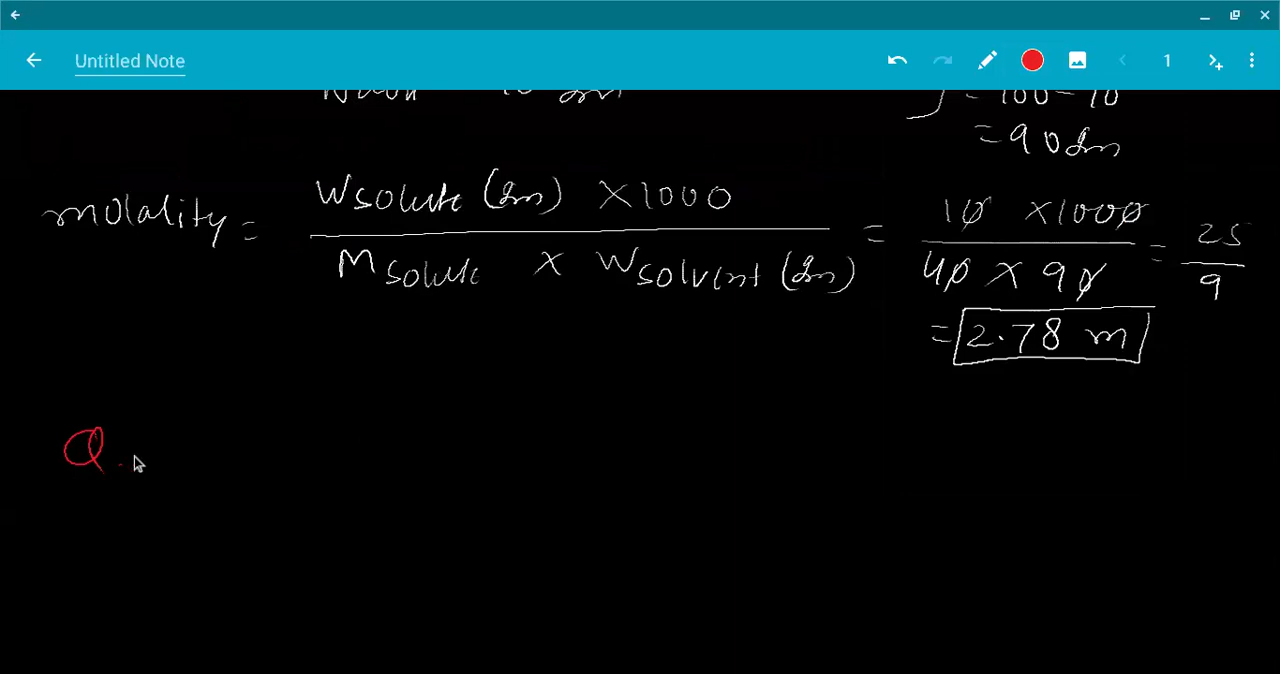 Untitled Note
1
= 100 - 10
= 90 gm
molality = Wsolute (gm) X 1000 / Msolute X Wsolvent (gm) = 10 X 1000 / 40 X 90 = 25 / 9
= 2.78 m
Q.